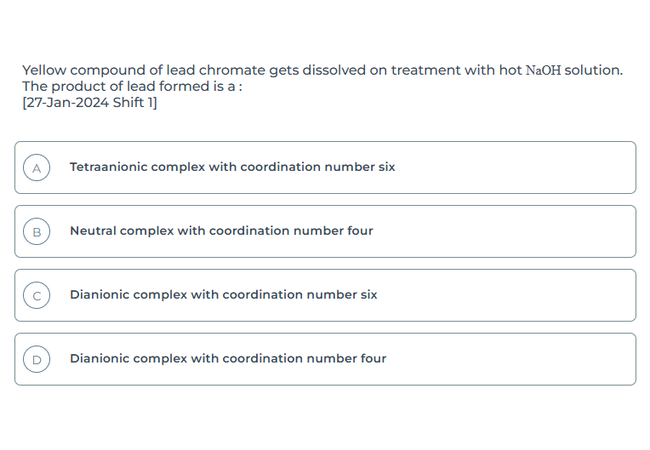 Yellow compound of lead chromate gets dissolved on treatment with hot NaOH solution.
The product of lead formed is a :
[27-Jan-2024 Shift 1]
A Tetraanionic complex with coordination number six
B Neutral complex with coordination number four
C Dianionic complex with coordination number six
D Dianionic complex with coordination number four